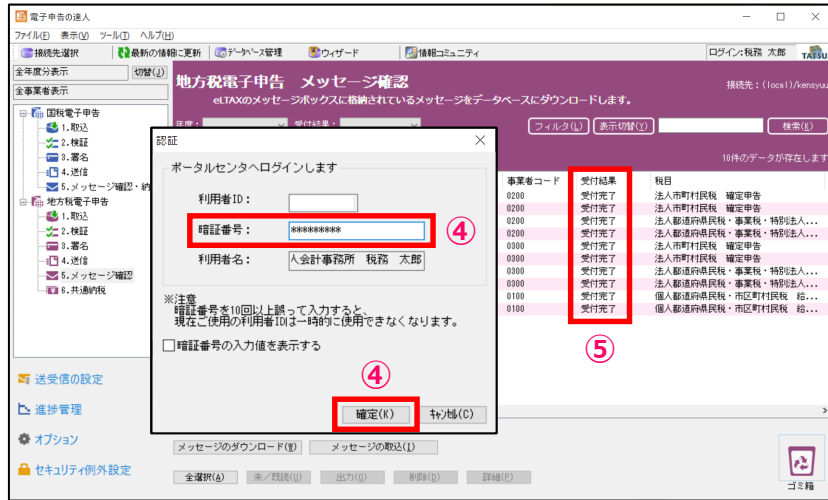 電子申告の達人
ファイル(F) 表示(V) ツール(T) ヘルプ(H)
接続先選択 最新の情報に更新 データベース管理 ウィザード 情報コミュニティ ログイン:税務 太郎 TATSU
全年度分表示 切替(J)
全事業者表示
国税電子申告
1.取込
2.検証
3.署名
4.送信
5.メッセージ確認・納
地方税電子申告
1.取込
2.検証
3.署名
4.送信
5.メッセージ確認
6.共通納税
送受信の設定
進捗管理
オプション
セキュリティ例外設定
地方税電子申告 メッセージ確認
接続先:(local)/kensyuu
eLTAXのメッセージボックスに格納されているメッセージをデータベースにダウンロードします。
年度: 受付結果: フィルタ(L) 表示切替(Y) 検索(K)
10件のデータが存在します
事業者コード 受付結果 税目
0200 受付完了 法人市町村民税 確定申告
0200 受付完了 法人市町村民税 確定申告
0200 受付完了 法人都道府県民税・事業税・特別法人...
0300 受付完了 法人市町村民税 確定申告
0300 受付完了 法人市町村民税 確定申告
0300 受付完了 法人都道府県民税・事業税・特別法人...
0300 受付完了 法人都道府県民税・事業税・特別法人...
0100 受付完了 個人都道府県民税・市区町村民税 給...
0100 受付完了 個人都道府県民税・市区町村民税 給...
⑤
認証
ポータルセンタへログインします
利用者ID:
暗証番号: *********
④
利用者名: 人会計事務所 税務 太郎
※注意
暗証番号を10回以上誤って入力すると、
現在ご使用の利用者IDは一時的に使用できなくなります。
暗証番号の入力値を表示する
④
確定(K) キャンセル(C)
メッセージのダウンロード(M) メッセージの取込(I)
全選択(A) 未/既読(U) 出力(O) 削除(D) 詳細(P)
ゴミ箱